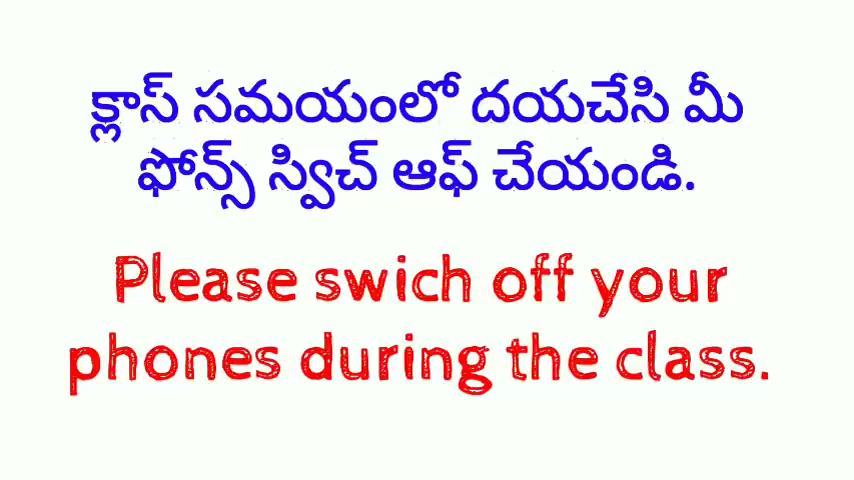 క్లాస్ సమయంలో దయచేసి మీ
ఫోన్స్ స్విచ్ ఆఫ్ చేయండి.
Please swich off your
phones during the class.